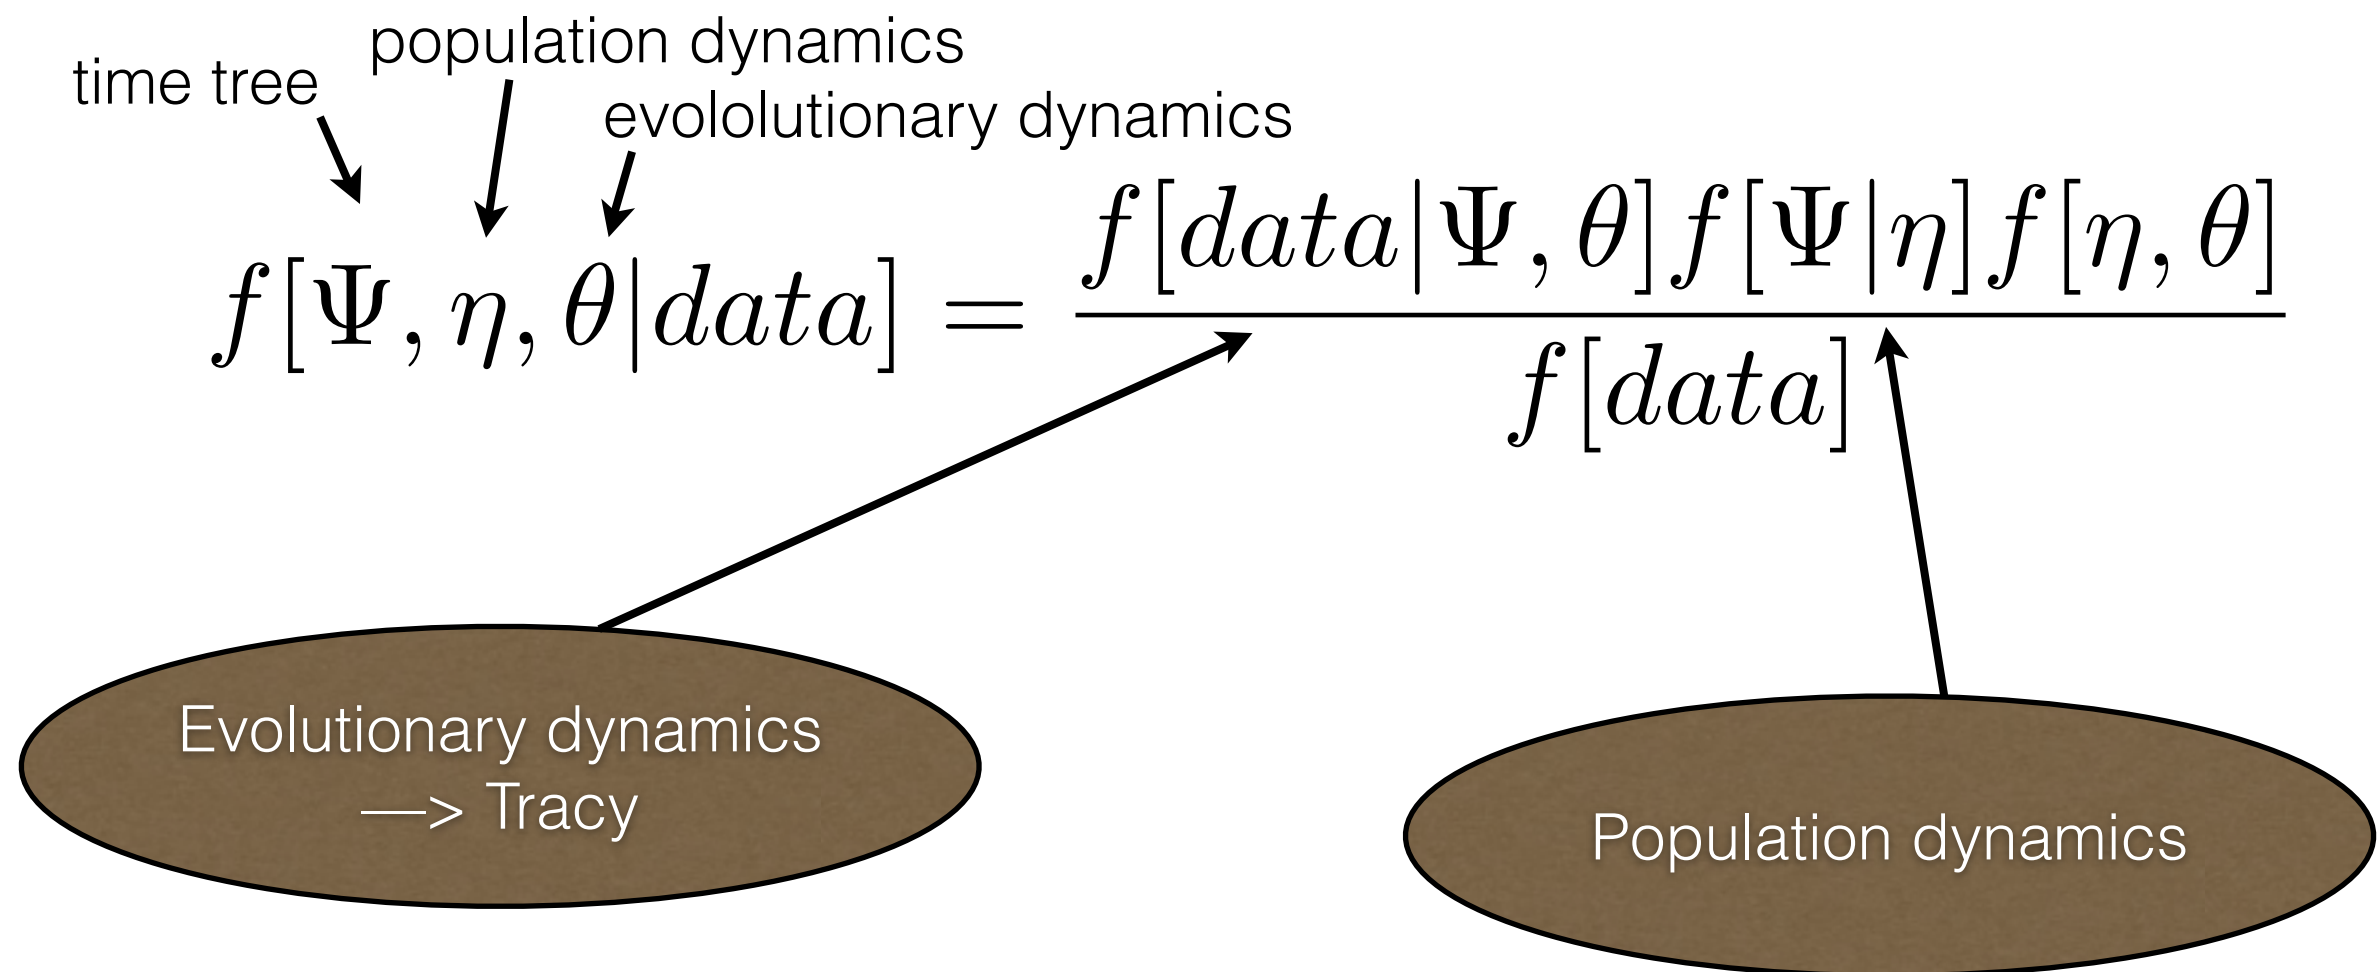 population dynamics
time tree
evololutionary dynamics
f[Ψ, η, θ|data] = f[data|Ψ, θ]f[Ψ|η]f[η, θ]
f[data]
Evolutionary dynamics
—> Tracy
Population dynamics